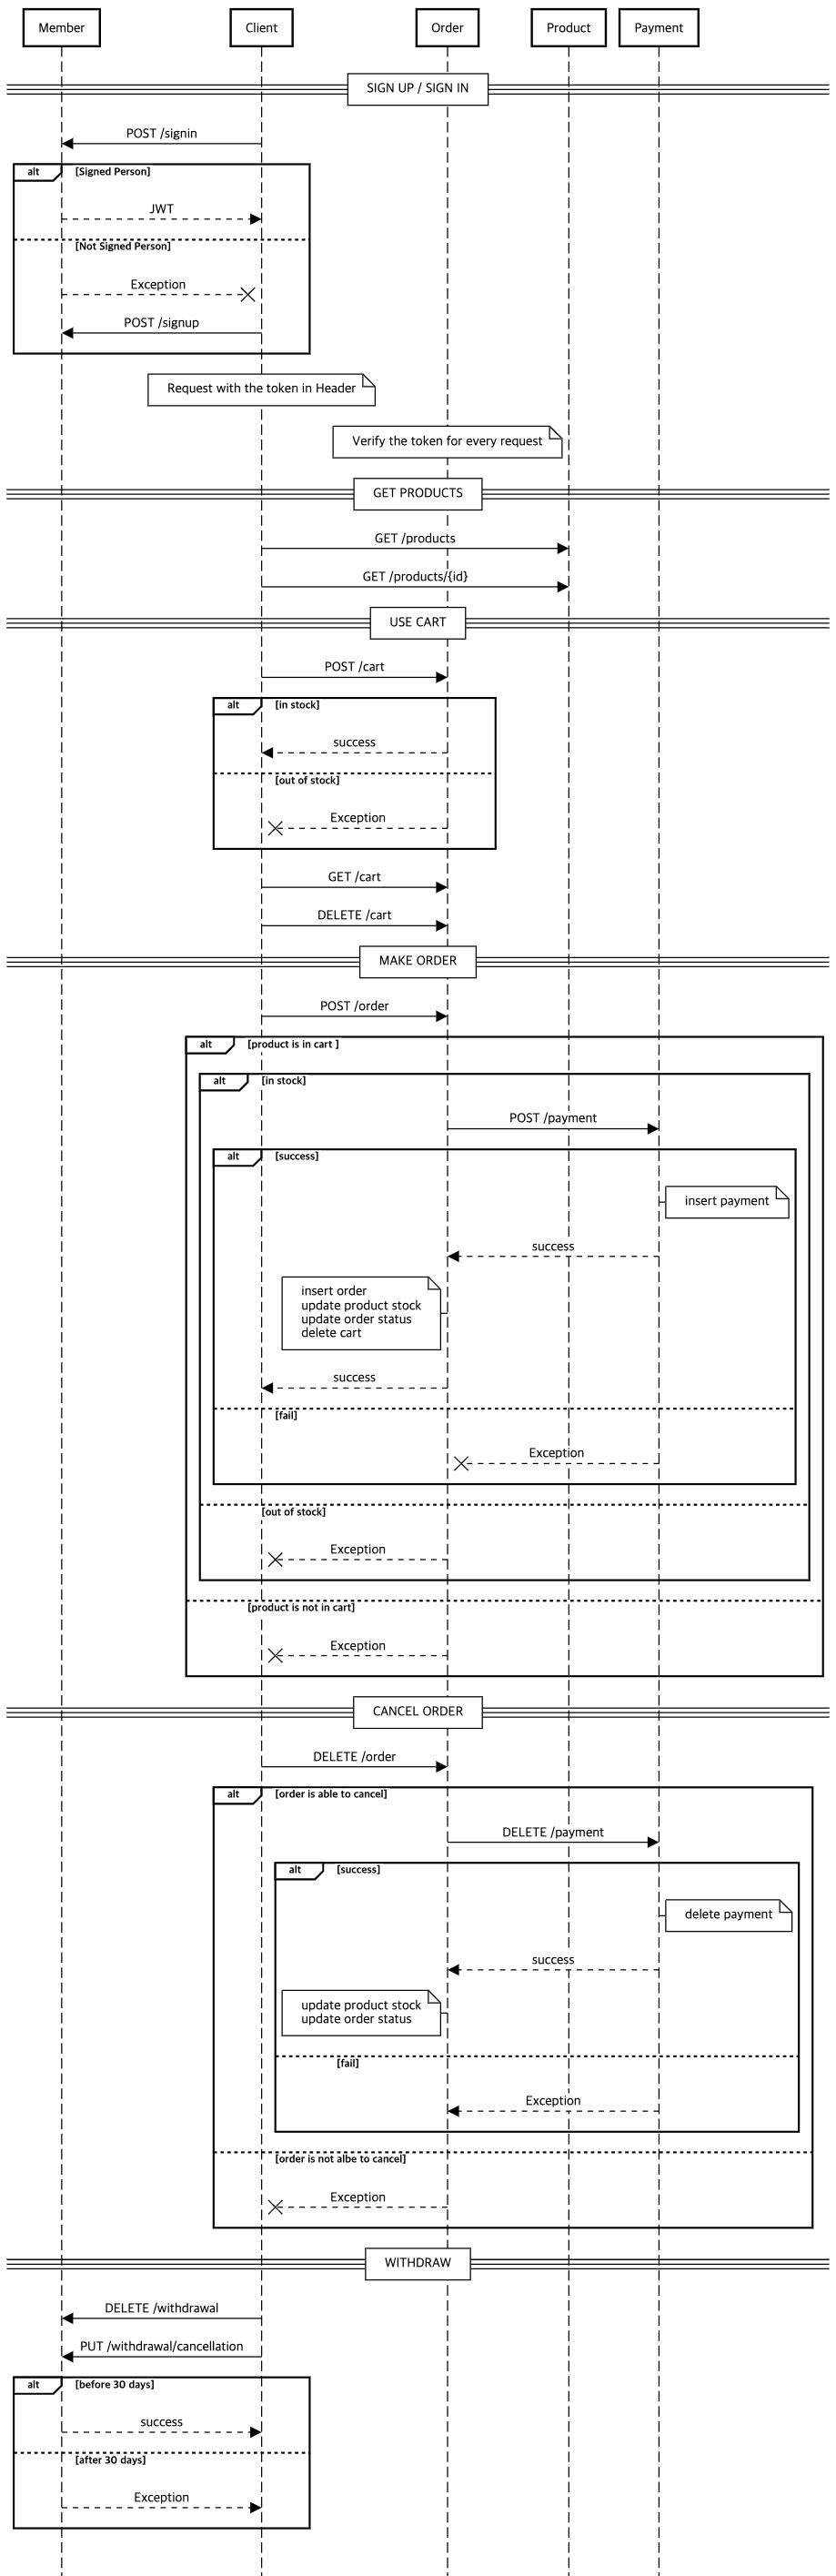 Member
Client
Order
Product
Payment
SIGN UP / SIGN IN
POST /signin
alt
[Signed Person]
JWT
[Not Signed Person]
Exception
POST /signup
Request with the token in Header
Verify the token for every request
GET PRODUCTS
GET /products
GET /products/{id}
USE CART
POST /cart
alt
[in stock]
success
[out of stock]
Exception
GET /cart
DELETE /cart
MAKE ORDER
POST /order
alt
[product is in cart ]
alt
[in stock]
POST /payment
alt
[success]
insert payment
success
insert order
update product stock
update order status
delete cart
success
[fail]
Exception
[out of stock]
Exception
[product is not in cart]
Exception
CANCEL ORDER
DELETE /order
alt
[order is able to cancel]
DELETE /payment
alt
[success]
delete payment
success
update product stock
update order status
[fail]
Exception
[order is not albe to cancel]
Exception
WITHDRAW
DELETE /withdrawal
PUT /withdrawal/cancellation
alt
[before 30 days]
success
[after 30 days]
Exception